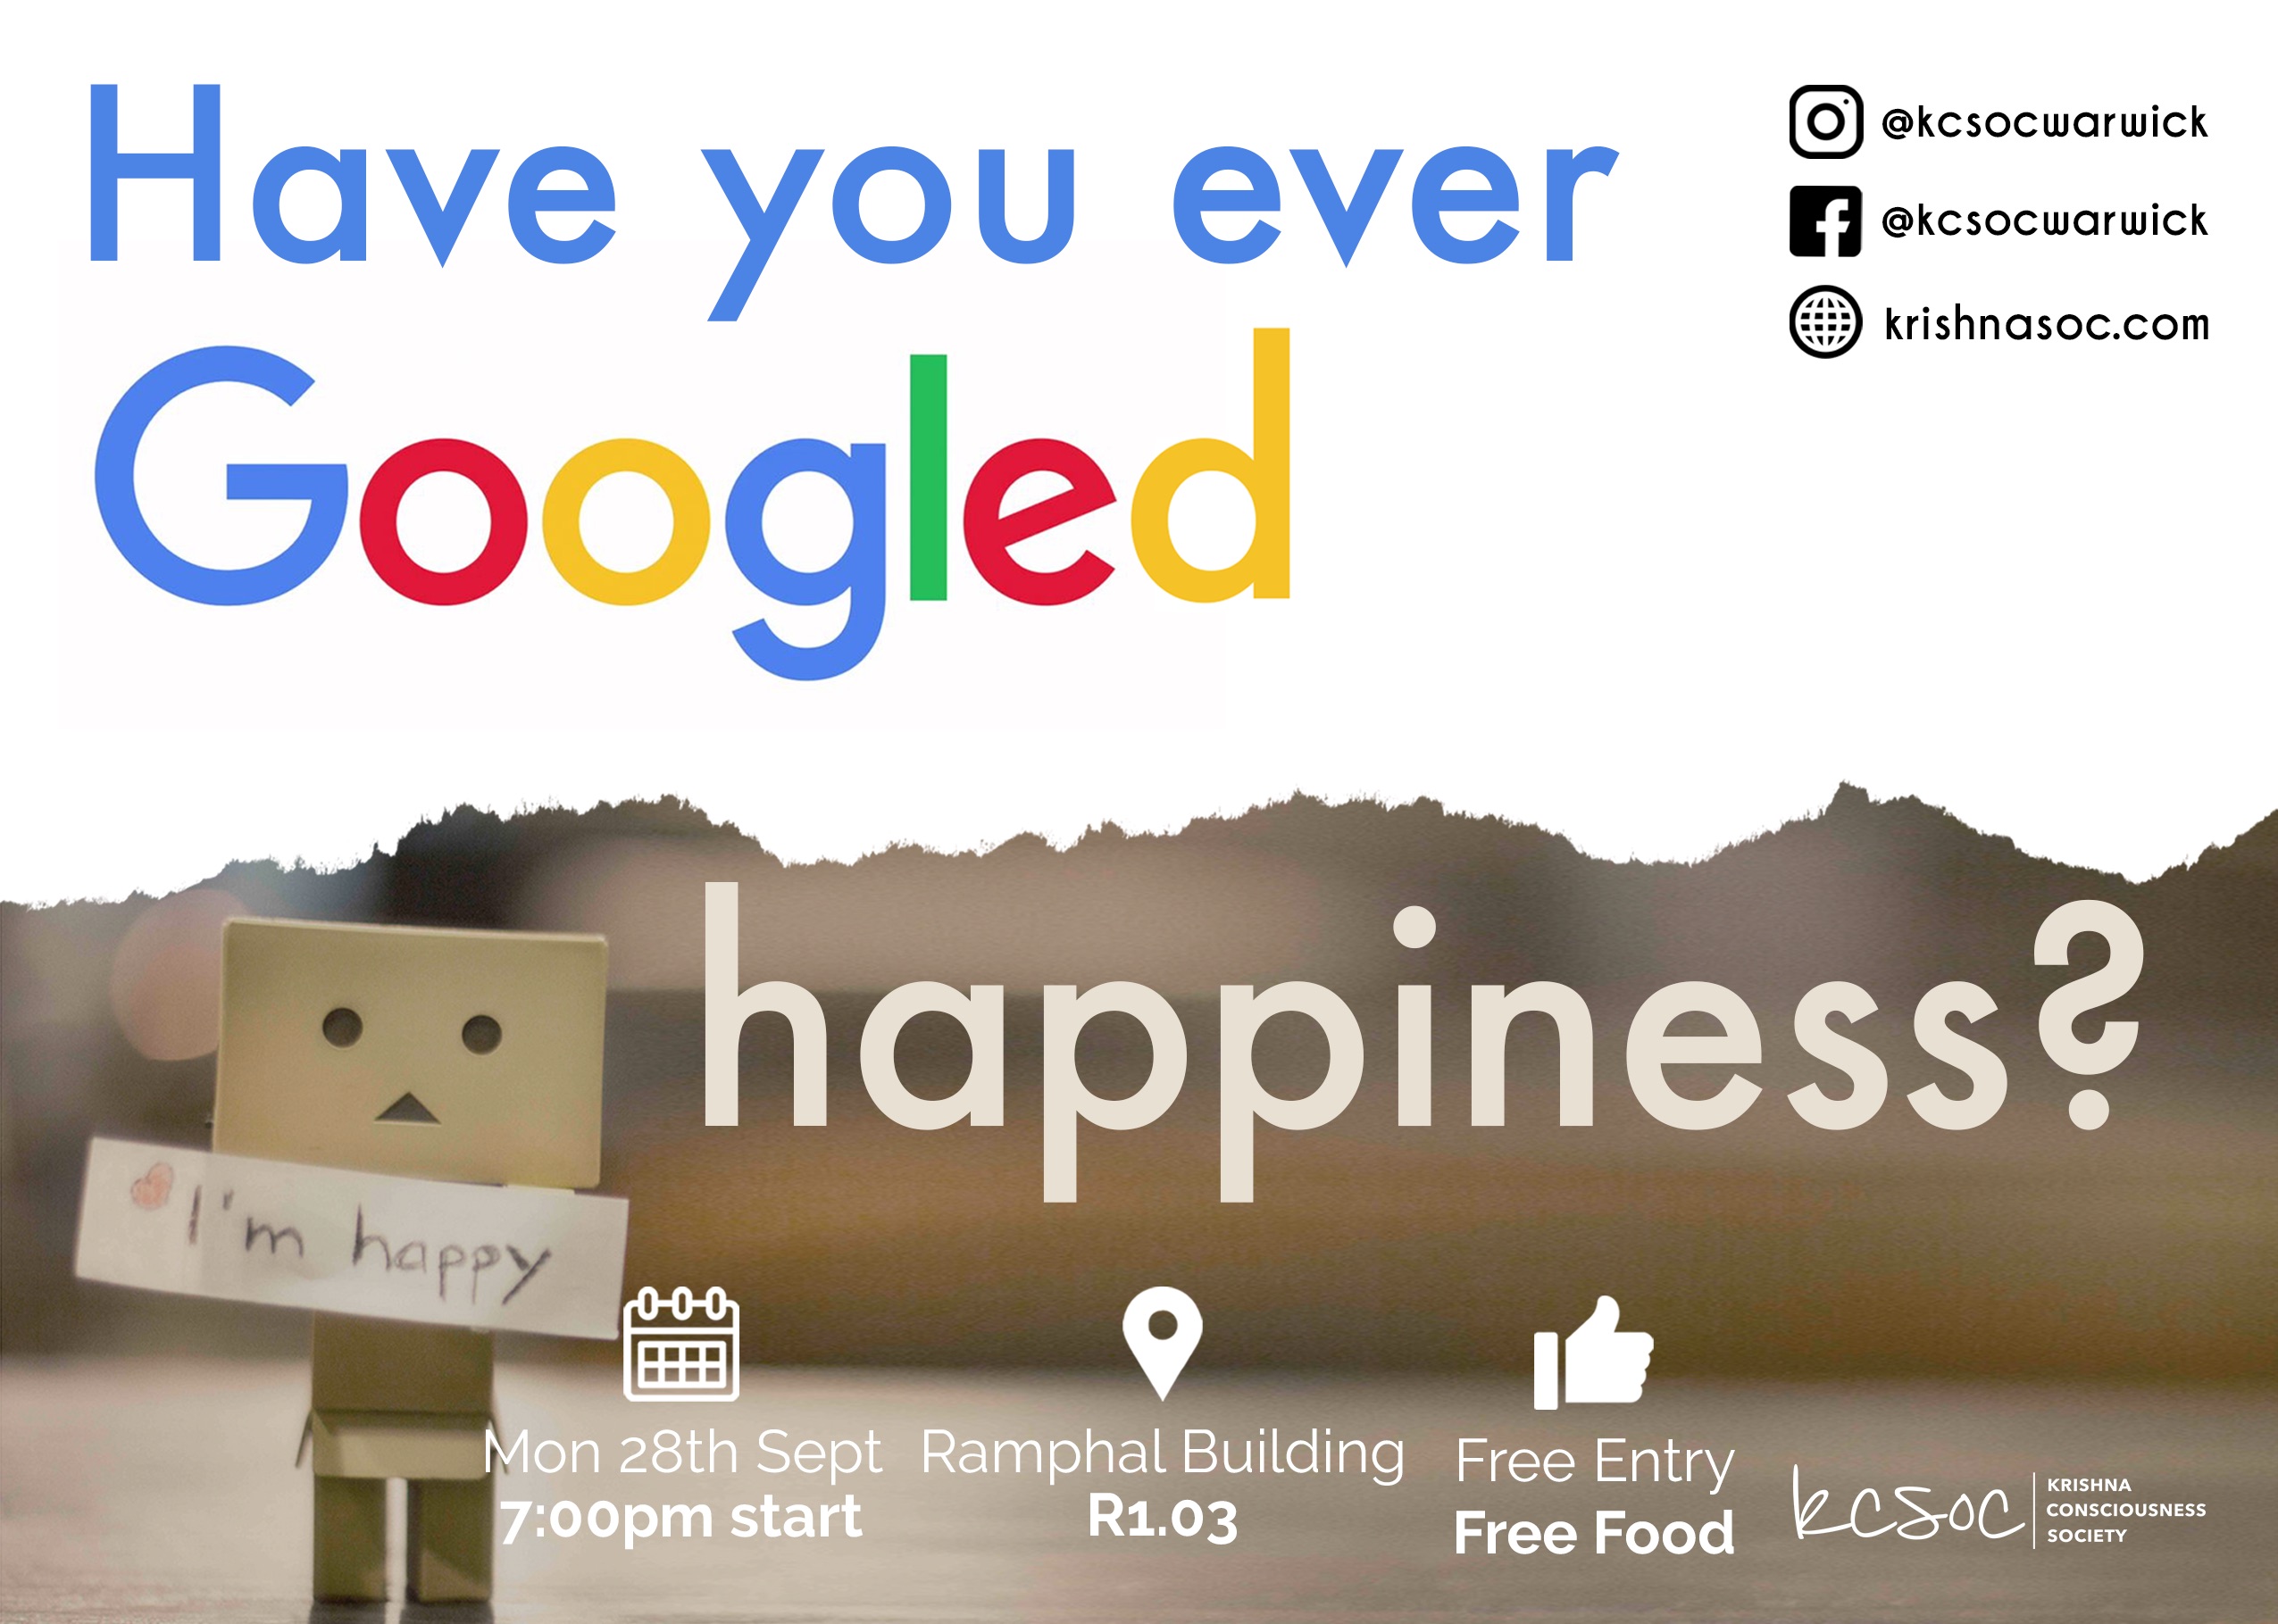 Have you ever
Googled
happiness?
@kcsocwarwick
@kcsocwarwick
krishnasoc.com
I'm happy
Mon 28th Sept
7:00pm start
Ramphal Building
R1.03
Free Entry
Free Food
kcsoc
KRISHNA
CONSCIOUSNESS
SOCIETY